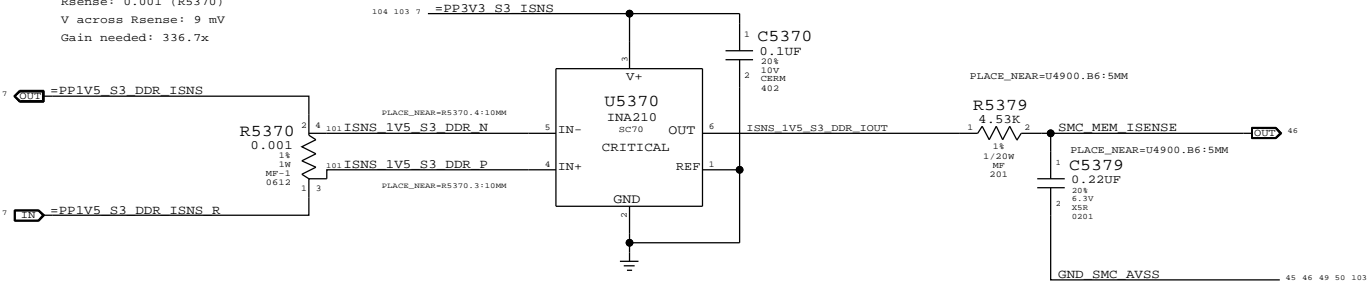 Rsense: 0.001 (R5370)
V across Rsense: 9 mV
Gain needed: 336.7x
104 103 7 =PP3V3_S3_ISNS
1 C5370
0.1UF
20%
10V
2 CERM
402
3
V+
7 OUT =PP1V5_S3_DDR_ISNS
PLACE_NEAR=U4900.B6:5MM
U5370
INA210
SC70
CRITICAL
PLACE_NEAR=R5370.4:10MM
R5379
4.53K
R5370
0.001
1%
1W
MF-1
0612
2 4 101 ISNS_1V5_S3_DDR_N 5 IN-
OUT 6 ISNS_1V5_S3_DDR_IOUT
1 2
1%
1/20W
MF
201
SMC_MEM_ISENSE OUT 46
PLACE_NEAR=U4900.B6:5MM
101 ISNS_1V5_S3_DDR_P 4 IN+
REF 1
PLACE_NEAR=R5370.3:10MM
1 3
1 C5379
0.22UF
20%
6.3V
2 X5R
0201
GND
2
7 IN =PP1V5_S3_DDR_ISNS_R
GND_SMC_AVSS 45 46 49 50 103